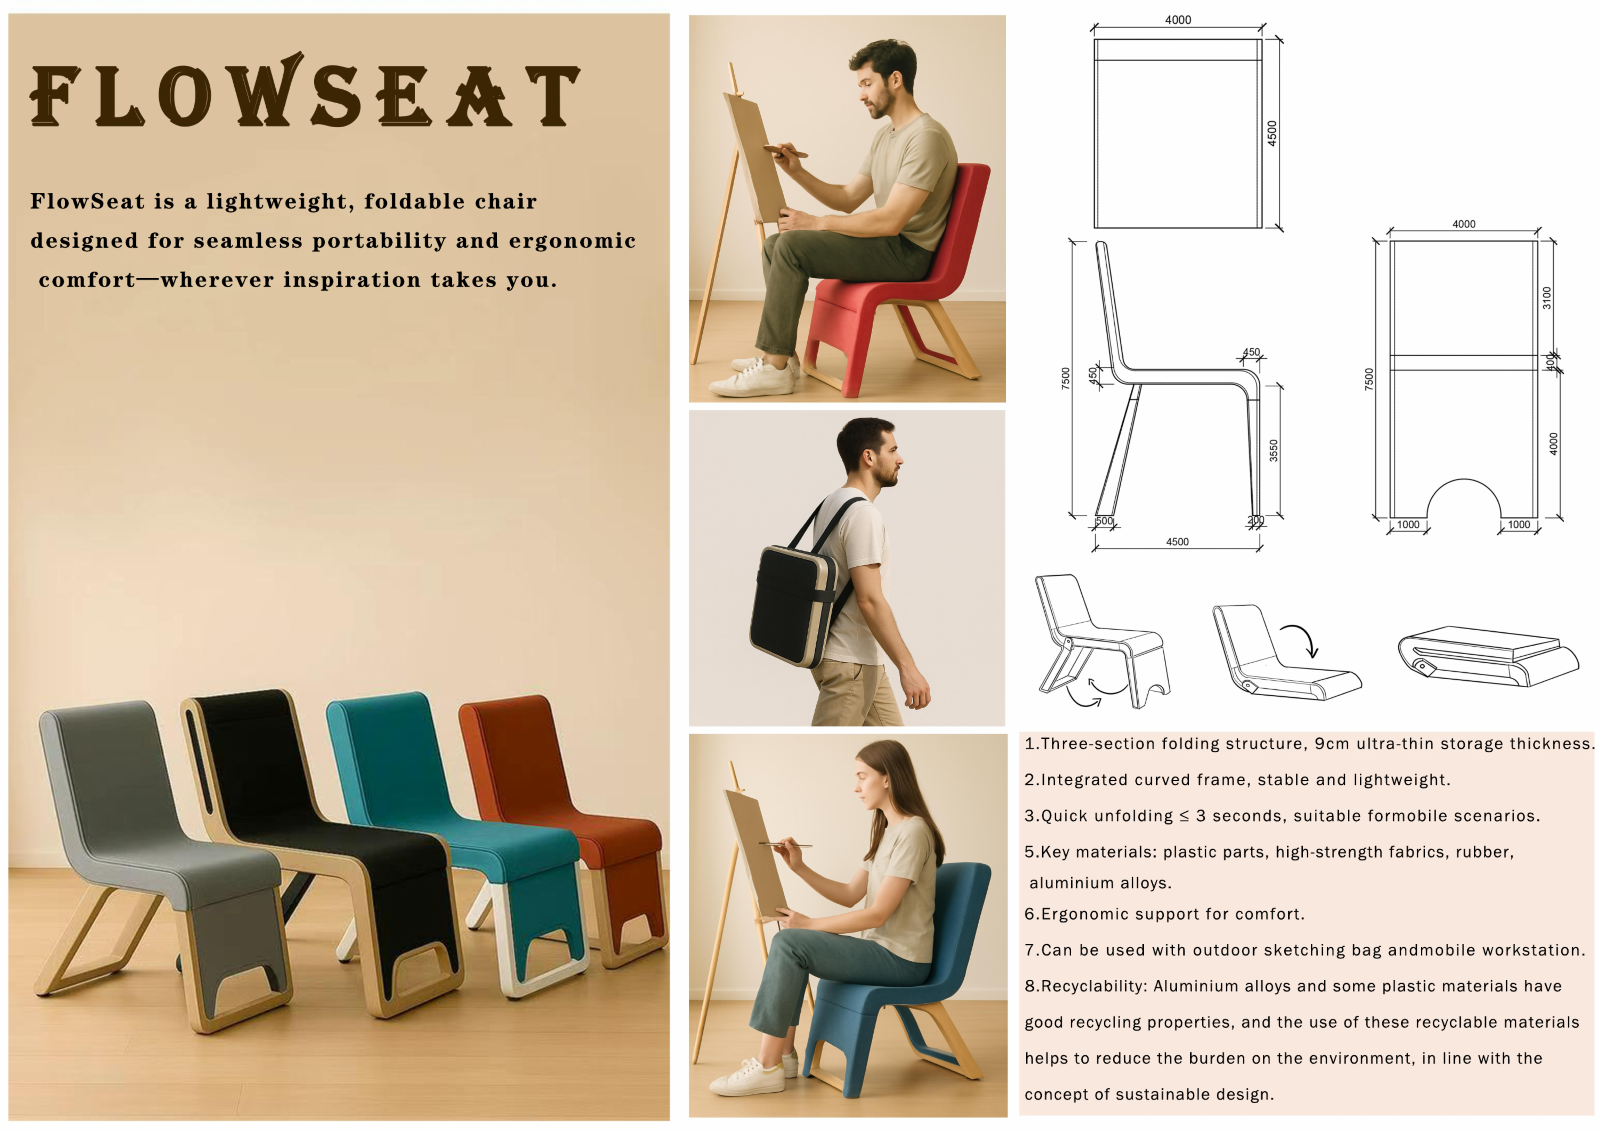 FLOWSEAT
FlowSeat is a lightweight, foldable chair
designed for seamless portability and ergonomic
comfort—wherever inspiration takes you.
4000
4500
7500
450
450
3550
500
200
4500
4000
7500
3100
400
4000
1000
1000
1.Three-section folding structure, 9cm ultra-thin storage thickness.
2.Integrated curved frame, stable and lightweight.
3.Quick unfolding ≤ 3 seconds, suitable formobile scenarios.
5.Key materials: plastic parts, high-strength fabrics, rubber,
aluminium alloys.
6.Ergonomic support for comfort.
7.Can be used with outdoor sketching bag andmobile workstation.
8.Recyclability: Aluminium alloys and some plastic materials have
good recycling properties, and the use of these recyclable materials
helps to reduce the burden on the environment, in line with the
concept of sustainable design.